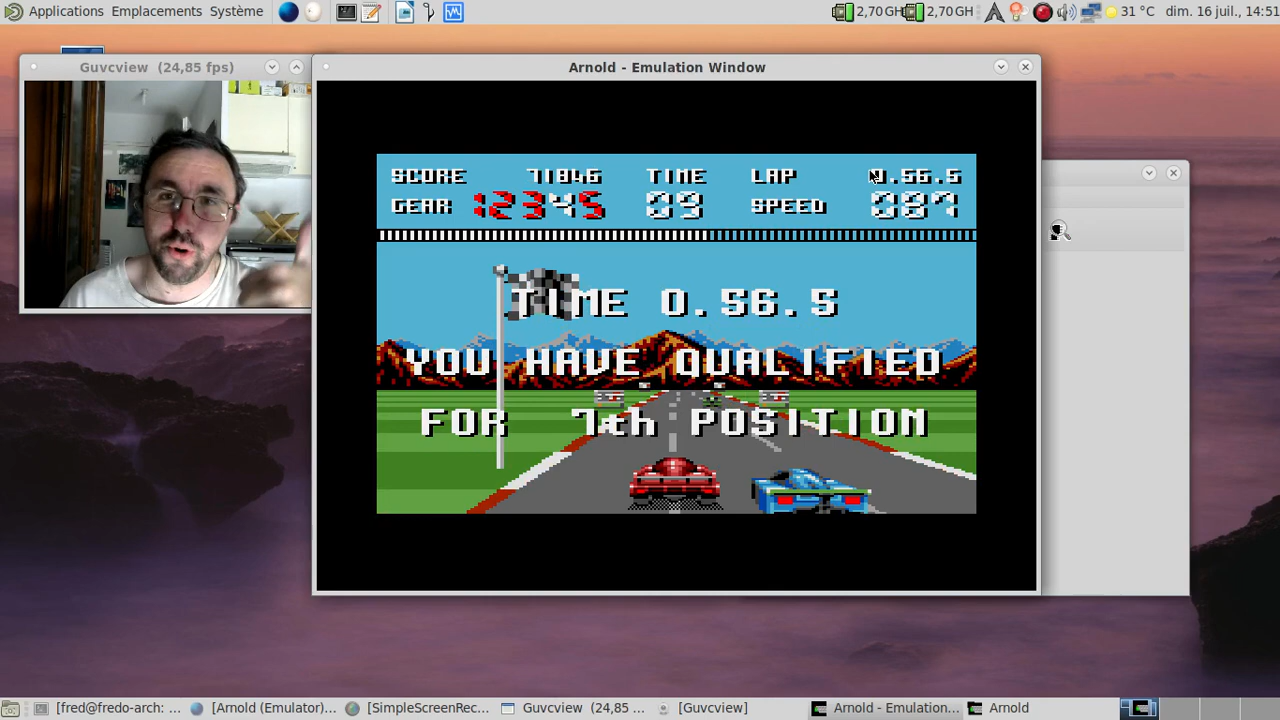 Applications Emplacements Système
2,70 GH 2,70 GH 31 °C dim. 16 juil., 14:51
Guvcview (24,85 fps)
Arnold - Emulation Window
SCORE 71846 TIME LAP 0.56.5
GEAR 12345 09 SPEED 087
TIME 0.56.5
YOU HAVE QUALIFIED
FOR 7th POSITION
[fred@fredo-arch: ... [Arnold (Emulator)... [SimpleScreenRec... Guvcview (24,85 ... [Guvcview] Arnold - Emulation... Arnold